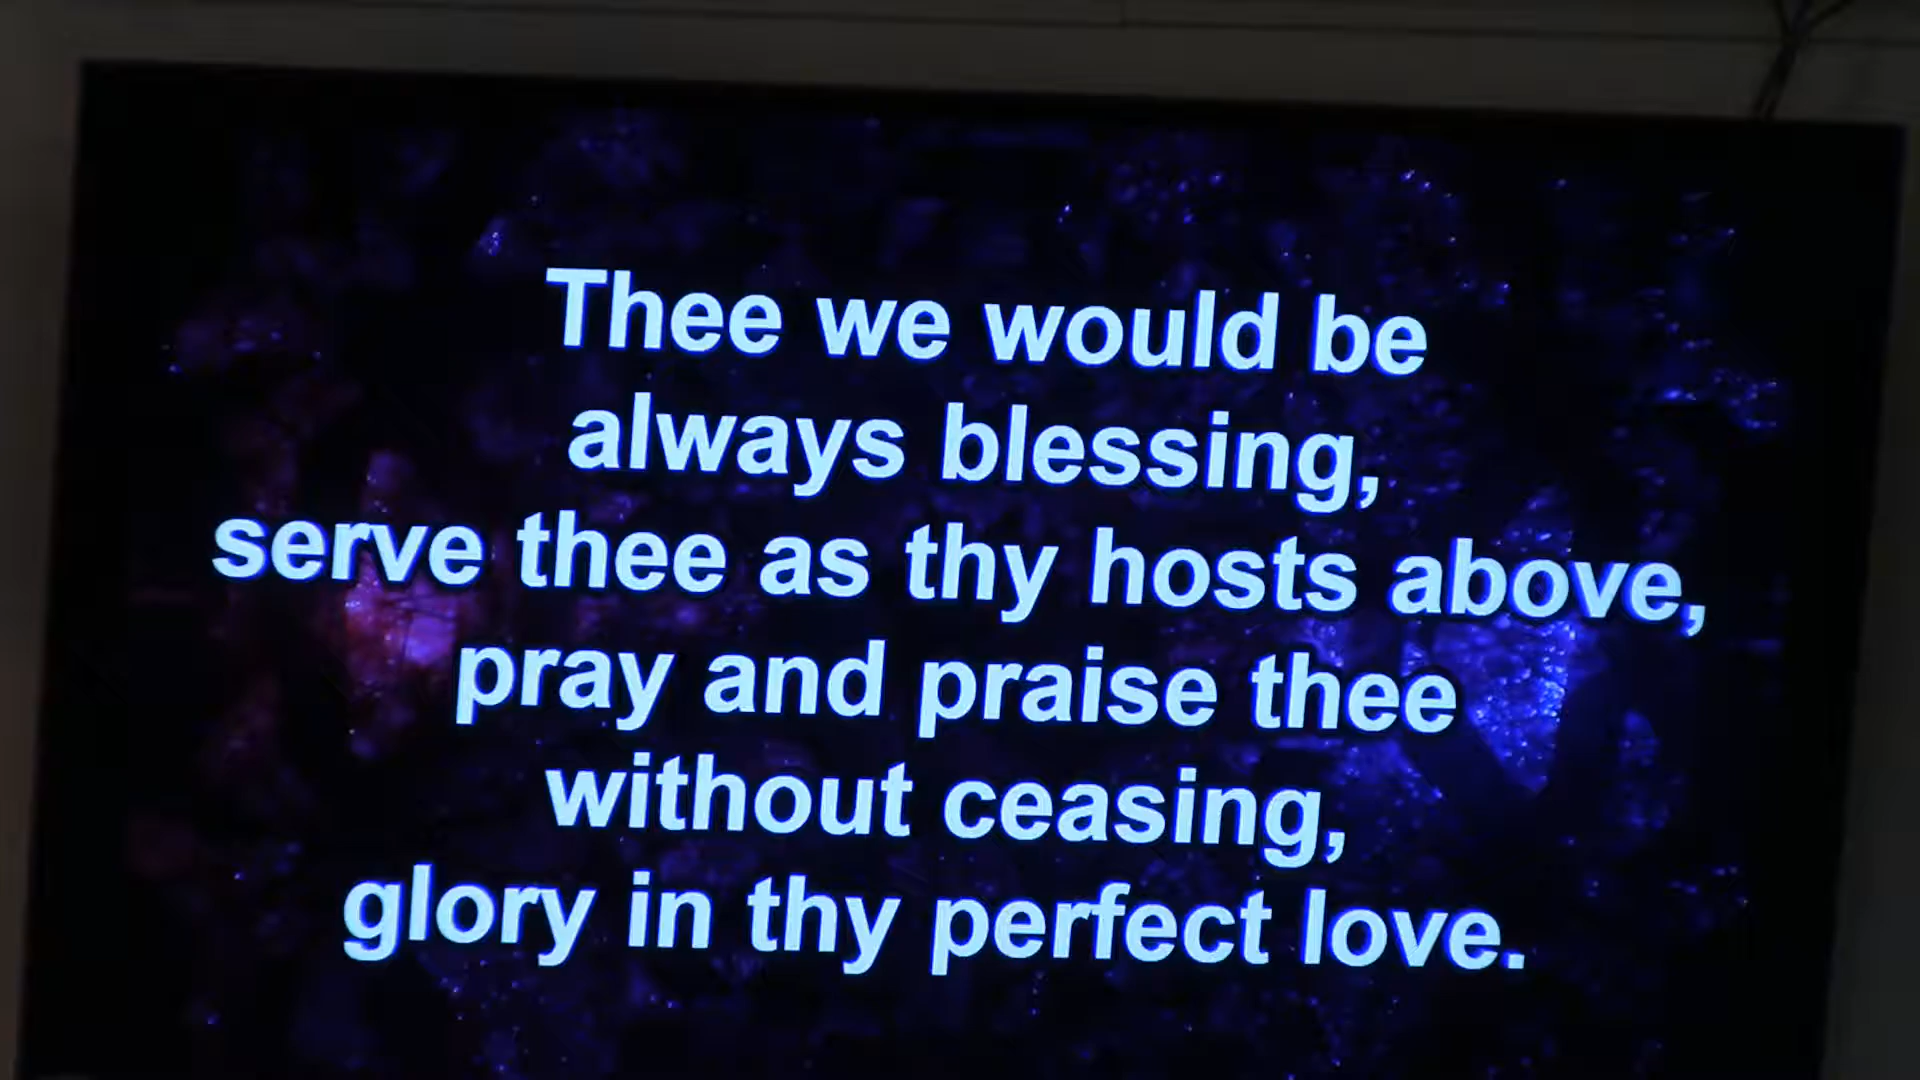 Thee we would be
always blessing,
serve thee as thy hosts above,
pray and praise thee
without ceasing,
glory in thy perfect love.